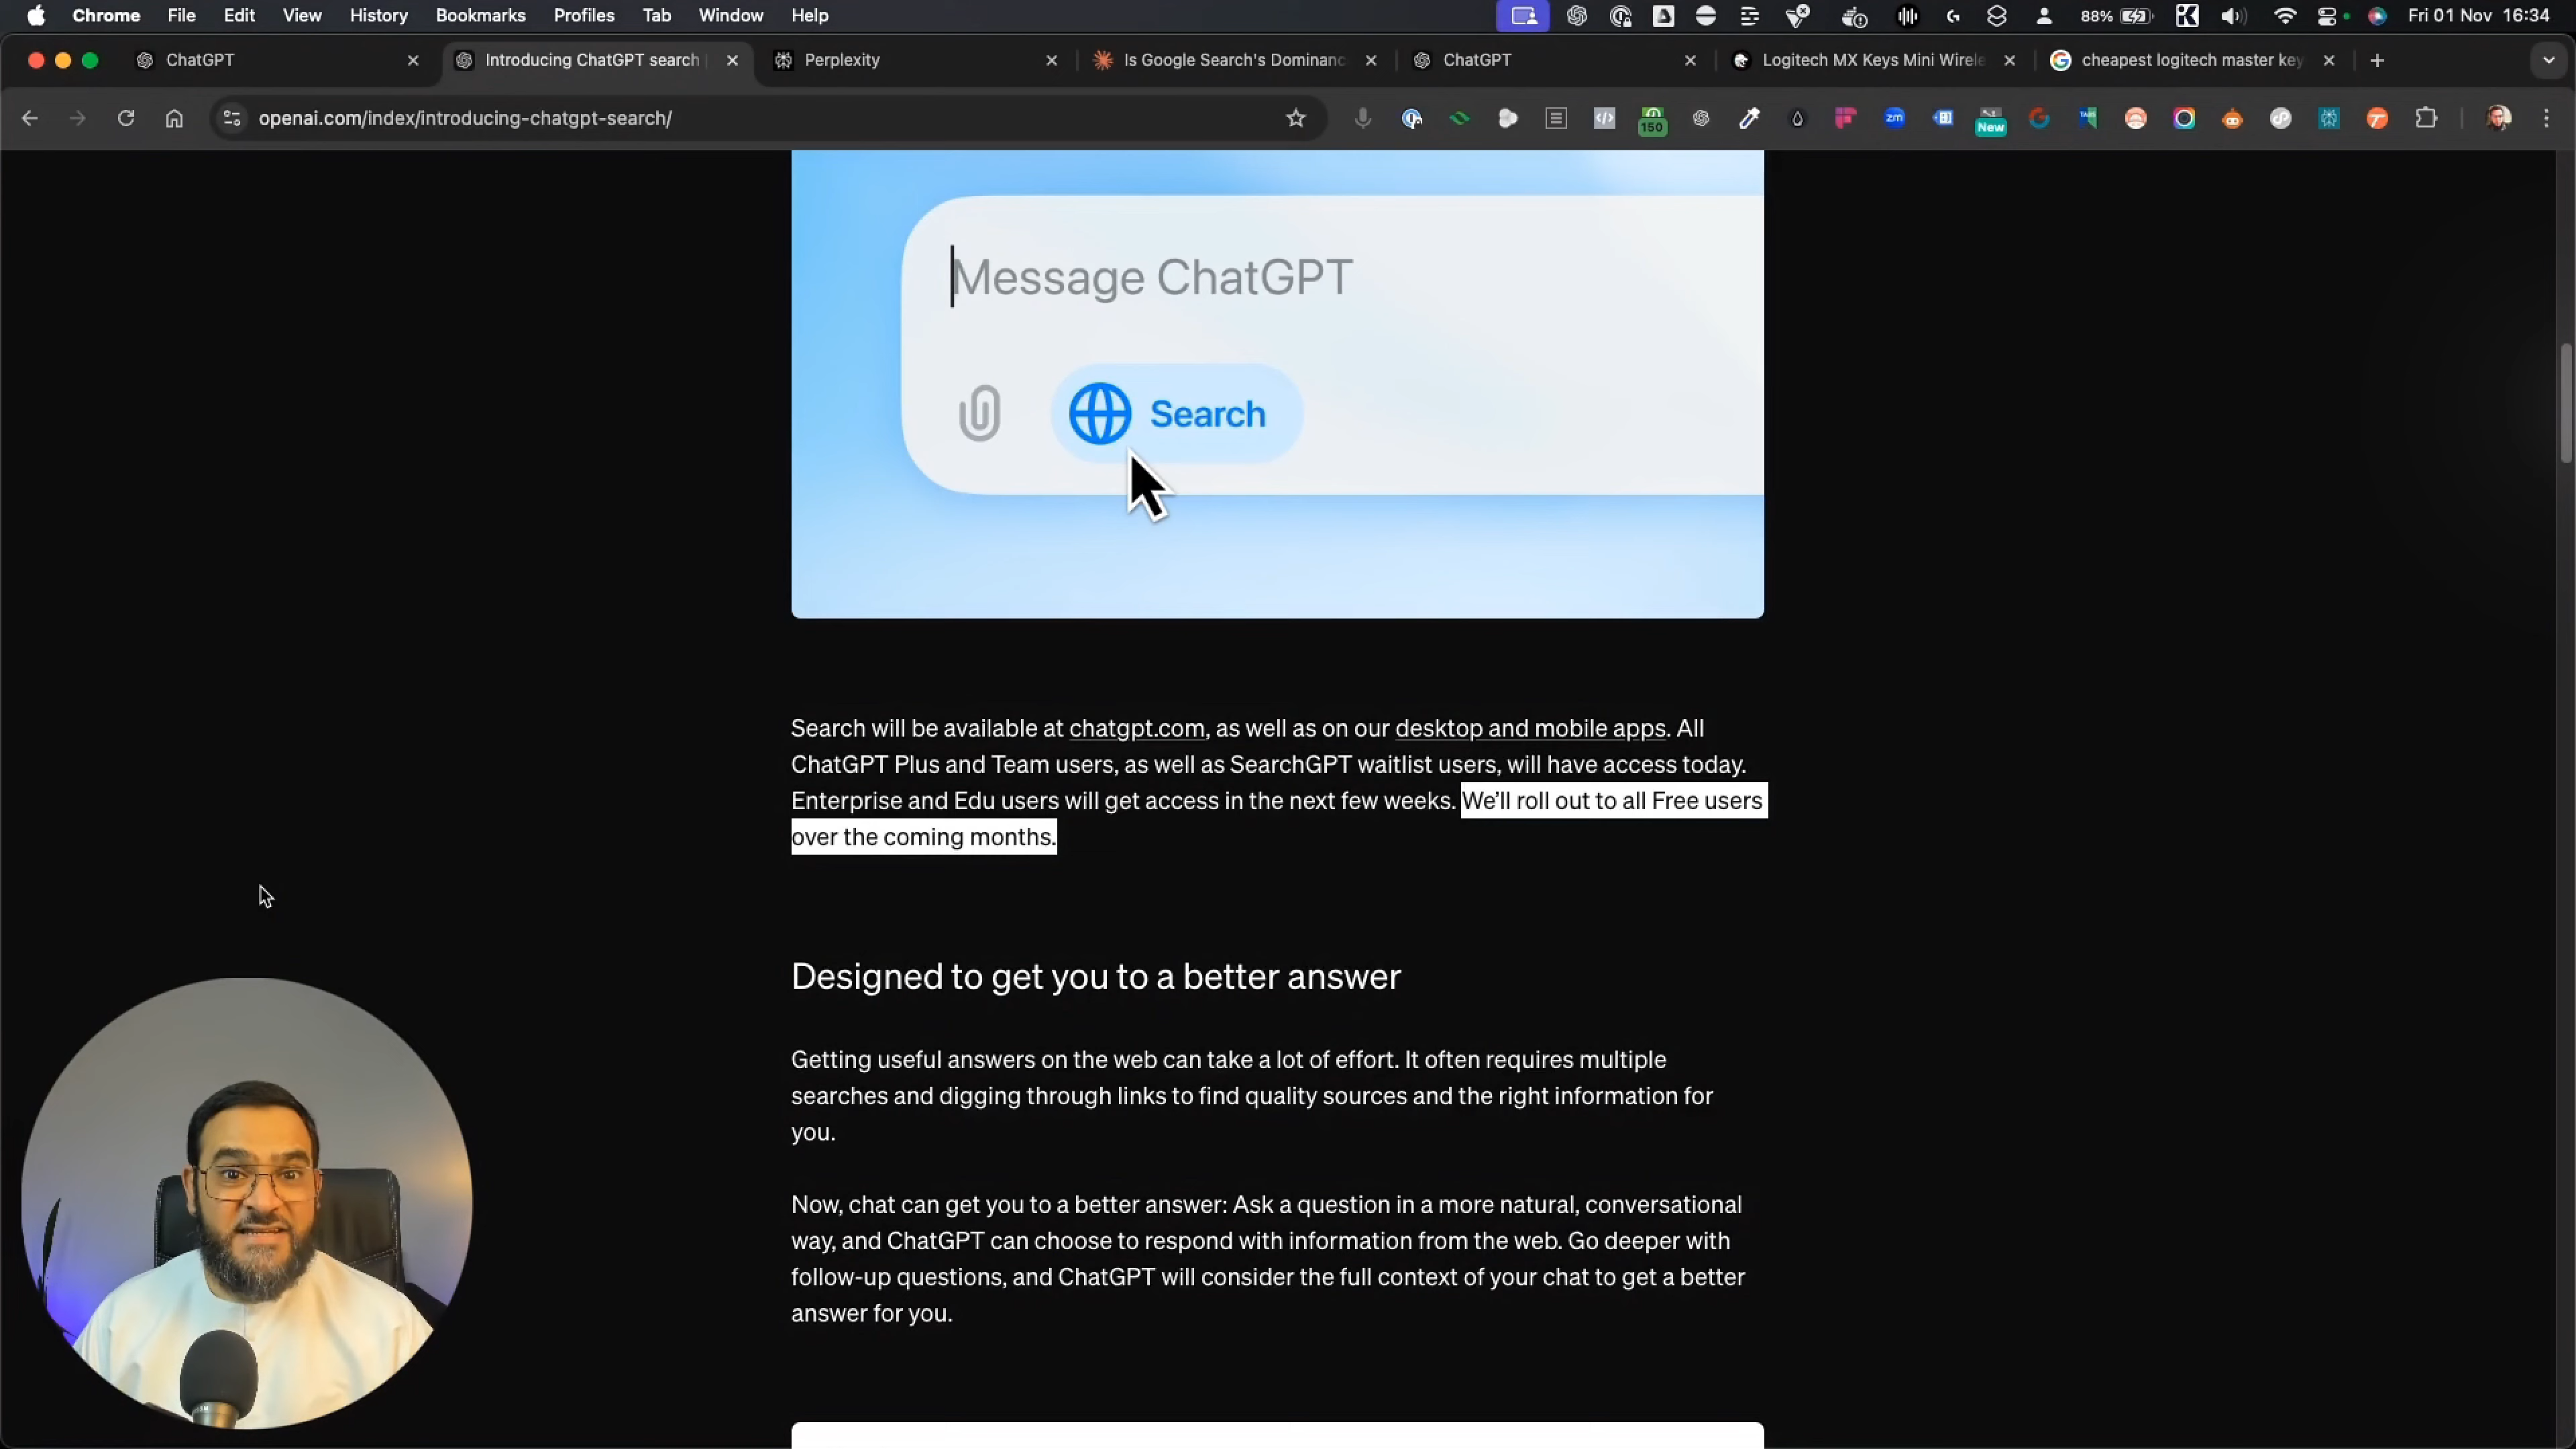 Chrome File Edit View History Bookmarks Profiles Tab Window Help 88% Fri 01 Nov 16:34
ChatGPT Introducing ChatGPT search Perplexity Is Google Search's Dominanc ChatGPT Logitech MX Keys Mini Wirele cheapest logitech master key
openai.com/index/introducing-chatgpt-search/ 150 zm New TABS
Message ChatGPT
Search
Search will be available at chatgpt.com, as well as on our desktop and mobile apps. All
ChatGPT Plus and Team users, as well as SearchGPT waitlist users, will have access today.
Enterprise and Edu users will get access in the next few weeks. We’ll roll out to all Free users
over the coming months.
Designed to get you to a better answer
Getting useful answers on the web can take a lot of effort. It often requires multiple
searches and digging through links to find quality sources and the right information for
you.
Now, chat can get you to a better answer: Ask a question in a more natural, conversational
way, and ChatGPT can choose to respond with information from the web. Go deeper with
follow-up questions, and ChatGPT will consider the full context of your chat to get a better
answer for you.